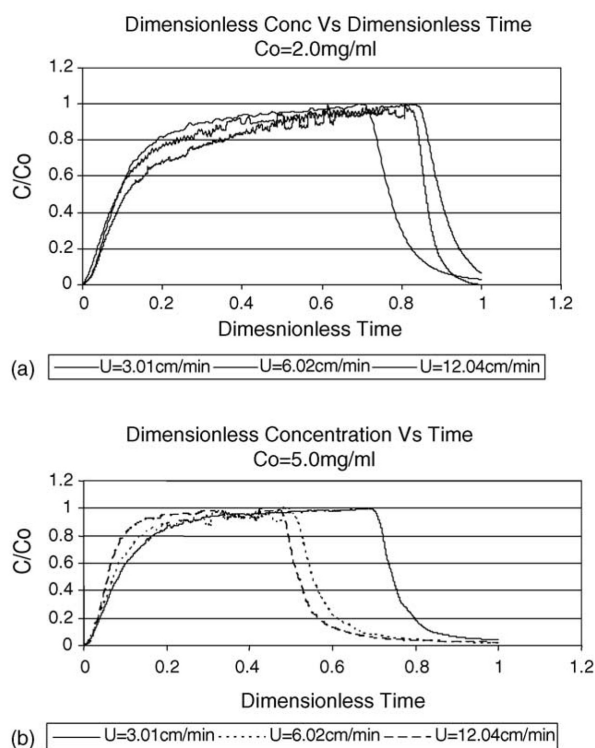 Dimensionless Conc Vs Dimensionless Time
Co=2.0mg/ml
1.2
1
0.8
0.6
0.4
0.2
0
C/Co
0 0.2 0.4 0.6 0.8 1 1.2
Dimesnionless Time
(a) U=3.01cm/min U=6.02cm/min U=12.04cm/min
Dimensionless Concentration Vs Time
Co=5.0mg/ml
1.2
1
0.8
0.6
0.4
0.2
0
C/Co
0 0.2 0.4 0.6 0.8 1 1.2
Dimensionless Time
(b) U=3.01cm/min U=6.02cm/min U=12.04cm/min